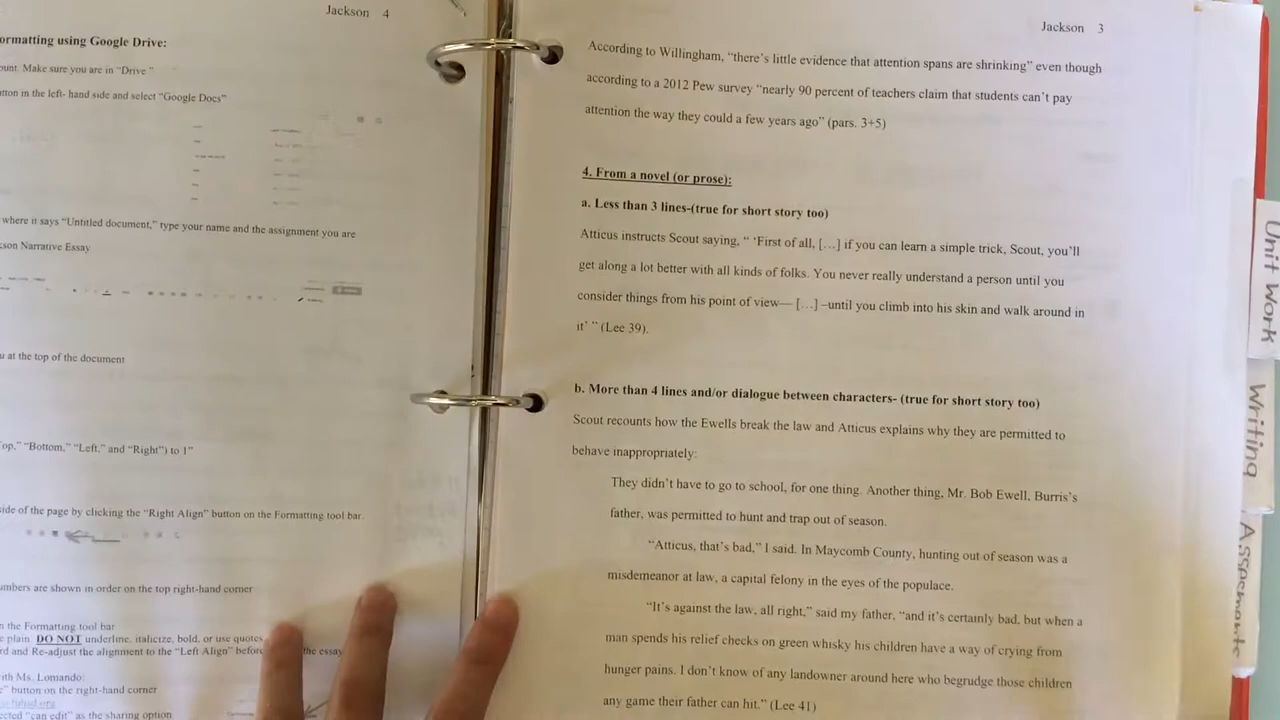 Jackson 4
ormatting using Google Drive:
ount. Make sure you are in "Drive."
tton in the left- hand side and select "Google Docs"
where it says "Untitled document," type your name and the assignment you are
son Narrative Essay
u at the top of the document
op," "Bottom," "Left," and "Right") to 1"
side of the page by clicking the "Right Align" button on the Formatting tool bar.
umbers are shown in order on the top right-hand corner
n the Formatting tool bar
e plain. DO NOT underline, italicize, bold, or use quotes
rd and Re-adjust the alignment to the "Left Align" before the essay
ith Ms. Lomando:
e" button on the right-hand corner
ected "can edit" as the sharing option
Jackson 3
According to Willingham, "there's little evidence that attention spans are shrinking" even though
according to a 2012 Pew survey "nearly 90 percent of teachers claim that students can't pay
attention the way they could a few years ago" (pars. 3+5)
4. From a novel (or prose):
a. Less than 3 lines-(true for short story too)
Atticus instructs Scout saying, " 'First of all, [...] if you can learn a simple trick, Scout, you'll
get along a lot better with all kinds of folks. You never really understand a person until you
consider things from his point of view— [...] –until you climb into his skin and walk around in
it' " (Lee 39).
b. More than 4 lines and/or dialogue between characters- (true for short story too)
Scout recounts how the Ewells break the law and Atticus explains why they are permitted to
behave inappropriately:
They didn't have to go to school, for one thing. Another thing, Mr. Bob Ewell, Burris's
father, was permitted to hunt and trap out of season.
"Atticus, that's bad," I said. In Maycomb County, hunting out of season was a
misdemeanor at law, a capital felony in the eyes of the populace.
"It's against the law, all right," said my father, "and it's certainly bad, but when a
man spends his relief checks on green whisky his children have a way of crying from
hunger pains. I don't know of any landowner around here who begrudge those children
any game their father can hit." (Lee 41)
Unit Work
Writing
Assesments